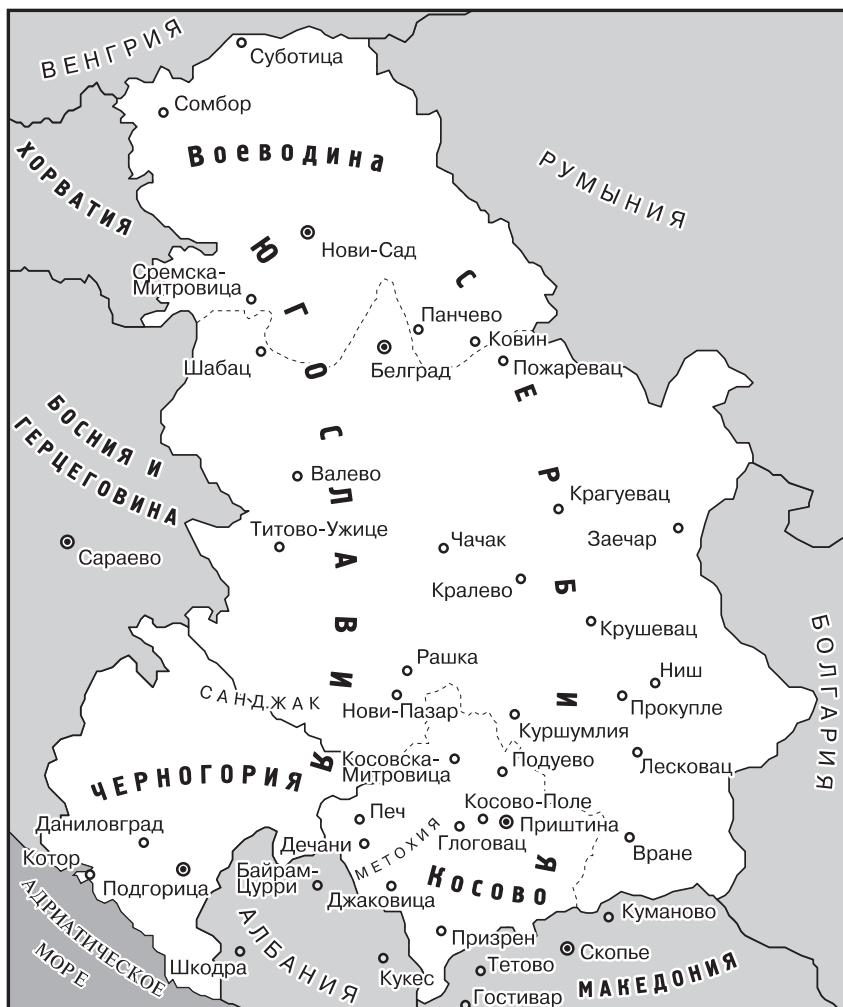 ВЕНГРИЯ
Суботица
Сомбор
Воеводина
ХОРВАТИЯ
РУМЫНИЯ
Нови-Сад
Сремска-
Митровица
ЮГОСЛАВИЯ
СЕРБИЯ
Панчево
Ковин
Шабац
Белград
Пожаревац
БОСНИЯ И
ГЕРЦЕГОВИНА
Валево
Крагуевац
Титово-Ужице
Чачак
Заечар
Сараево
Кралево
Крушевац
БОЛГАРИЯ
Рашка
Ниш
САНДЖАК
Нови-Пазар
Прокупле
Куршумлия
Косовска-
Митровица
Подуево
Лесковац
ЧЕРНОГОРИЯ
Печ
Косово-Поле
Даниловград
Дечани
МЕТОХИЯ
Глоговац
Приштина
Вране
Котор
Подгорица
Байрам-
Цурри
Джаковица
Косово
АДРИАТИЧЕСКОЕ
МОРЕ
АЛБАНИЯ
Куманово
Призрен
Шкодра
Кукес
Тетово
Скопье
МАКЕДОНИЯ
Гостивар